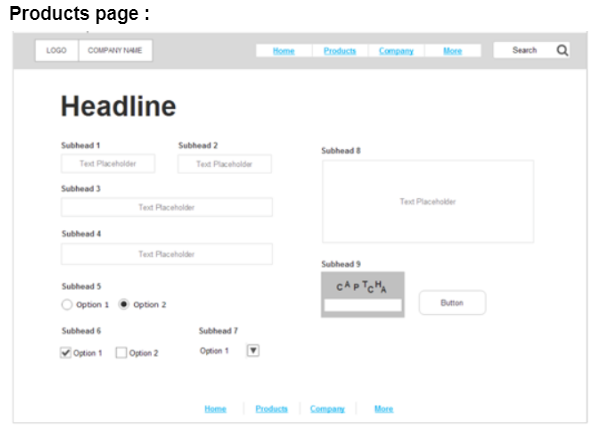 Products page :
LOGO COMPANY NAME Home Products Company More Search
Headline
Subhead 1 Subhead 2
Text Placeholder Text Placeholder
Subhead 3
Text Placeholder
Subhead 4
Text Placeholder
Subhead 5
Option 1 Option 2
Subhead 6 Subhead 7
Option 1 Option 2 Option 1
Subhead 8
Text Placeholder
Subhead 9
CAPTCHA
Button
Home Products Company More